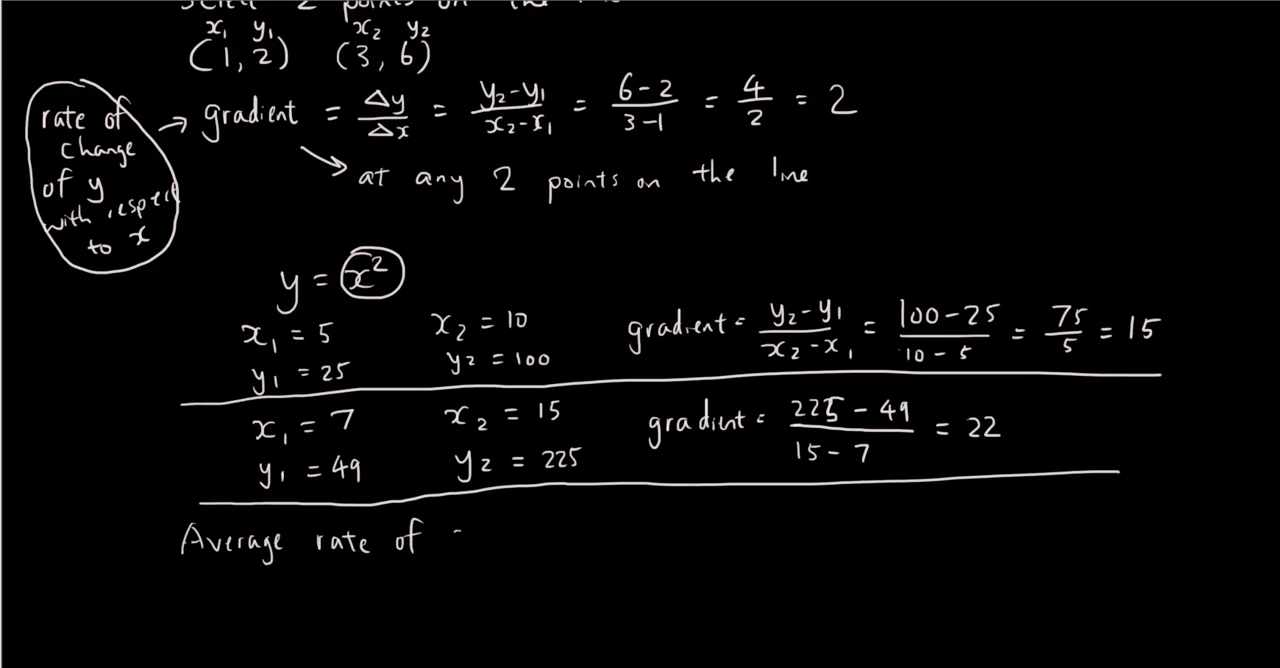 points on the
x₁ y₁ x₂ y₂
(1, 2) (3, 6)
rate of change of y with respect to x → gradient = Δy/Δx = (y₂-y₁)/(x₂-x₁) = (6-2)/(3-1) = 4/2 = 2
→ at any 2 points on the line
y = x²
x₁ = 5 x₂ = 10 gradient = (y₂-y₁)/(x₂-x₁) = (100-25)/(10-5) = 75/5 = 15
y₁ = 25 y₂ = 100
x₁ = 7 x₂ = 15 gradient = (225-49)/(15-7) = 22
y₁ = 49 y₂ = 225
Average rate of